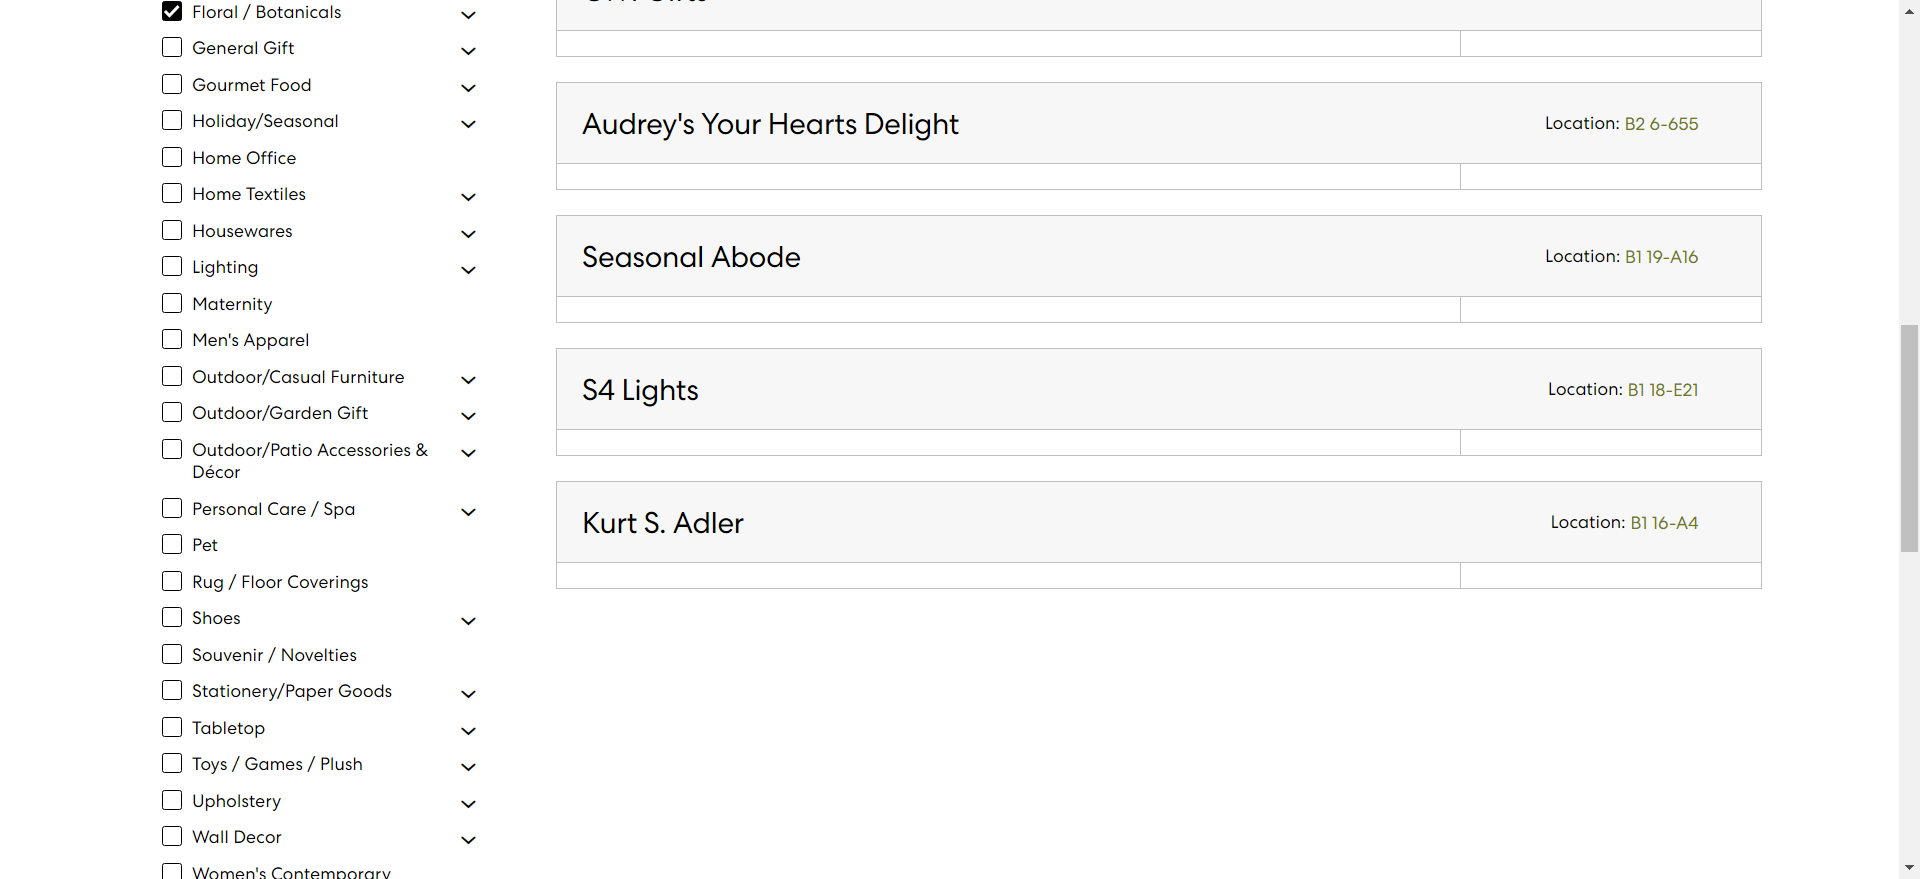 Floral / Botanicals
General Gift
Gourmet Food
Holiday/Seasonal
Home Office
Home Textiles
Housewares
Lighting
Maternity
Men's Apparel
Outdoor/Casual Furniture
Outdoor/Garden Gift
Outdoor/Patio Accessories &
Décor
Personal Care / Spa
Pet
Rug / Floor Coverings
Shoes
Souvenir / Novelties
Stationery/Paper Goods
Tabletop
Toys / Games / Plush
Upholstery
Wall Decor
Women's Contemporary
Audrey's Your Hearts Delight
Location: B2 6-655
Seasonal Abode
Location: B1 19-A16
S4 Lights
Location: B1 18-E21
Kurt S. Adler
Location: B1 16-A4